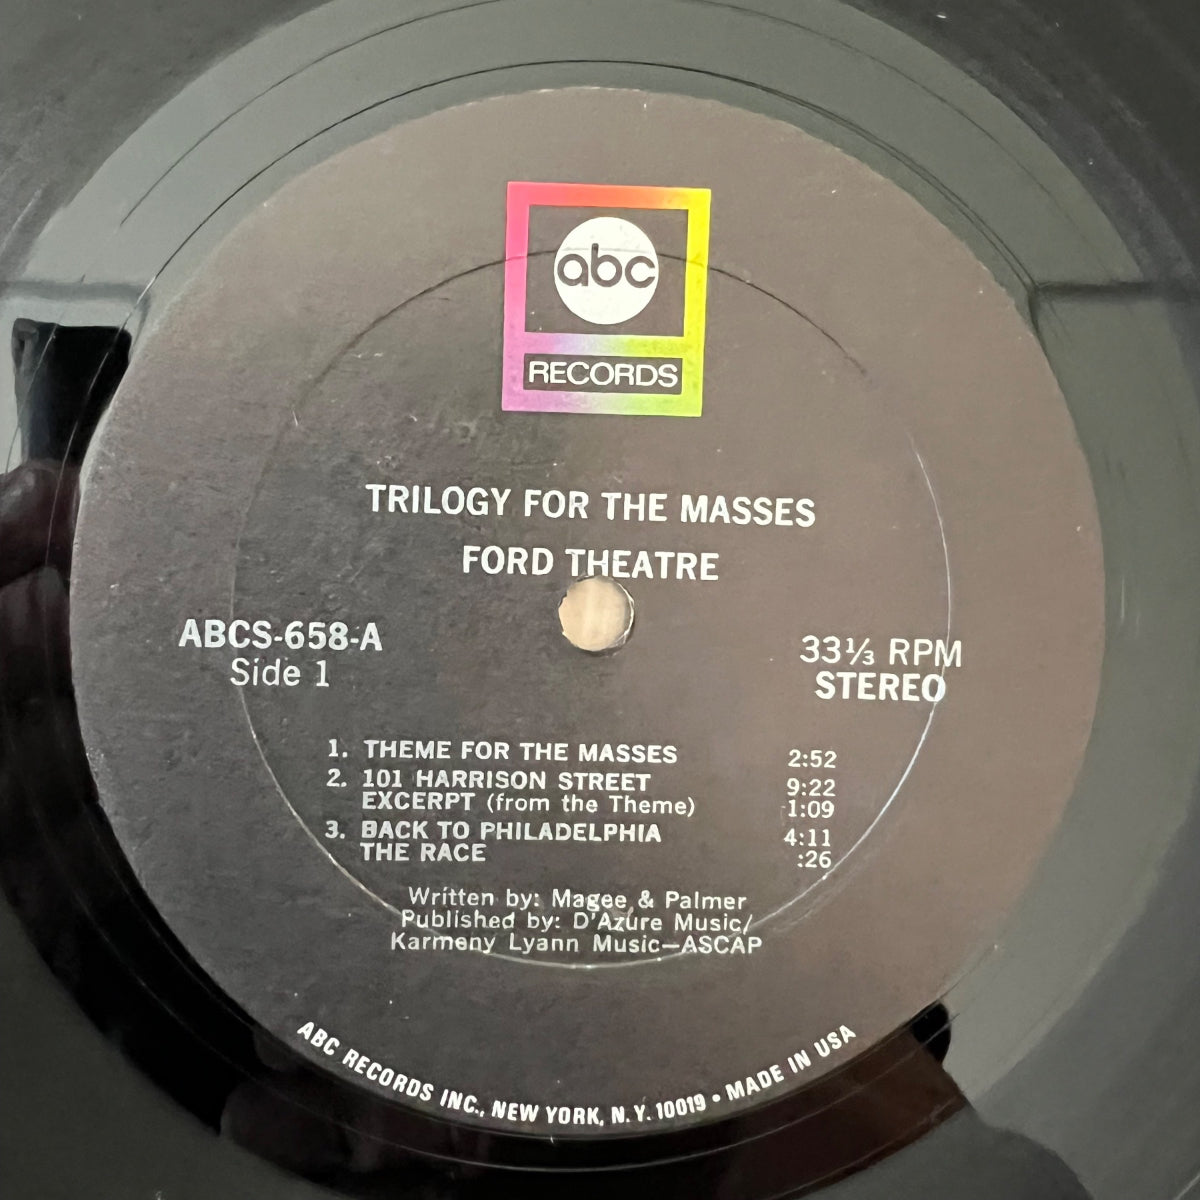 abc
RECORDS
TRILOGY FOR THE MASSES
FORD THEATRE
ABCS-658-A
Side 1
33⅓ RPM
STEREO
1. THEME FOR THE MASSES 2:52
2. 101 HARRISON STREET 9:22
EXCERPT (from the Theme) 1:09
3. BACK TO PHILADELPHIA 4:11
THE RACE :26
Written by: Magee & Palmer
Published by: D'Azure Music/
Karmeny Lyann Music—ASCAP
ABC RECORDS INC., NEW YORK, N.Y. 10019 • MADE IN USA